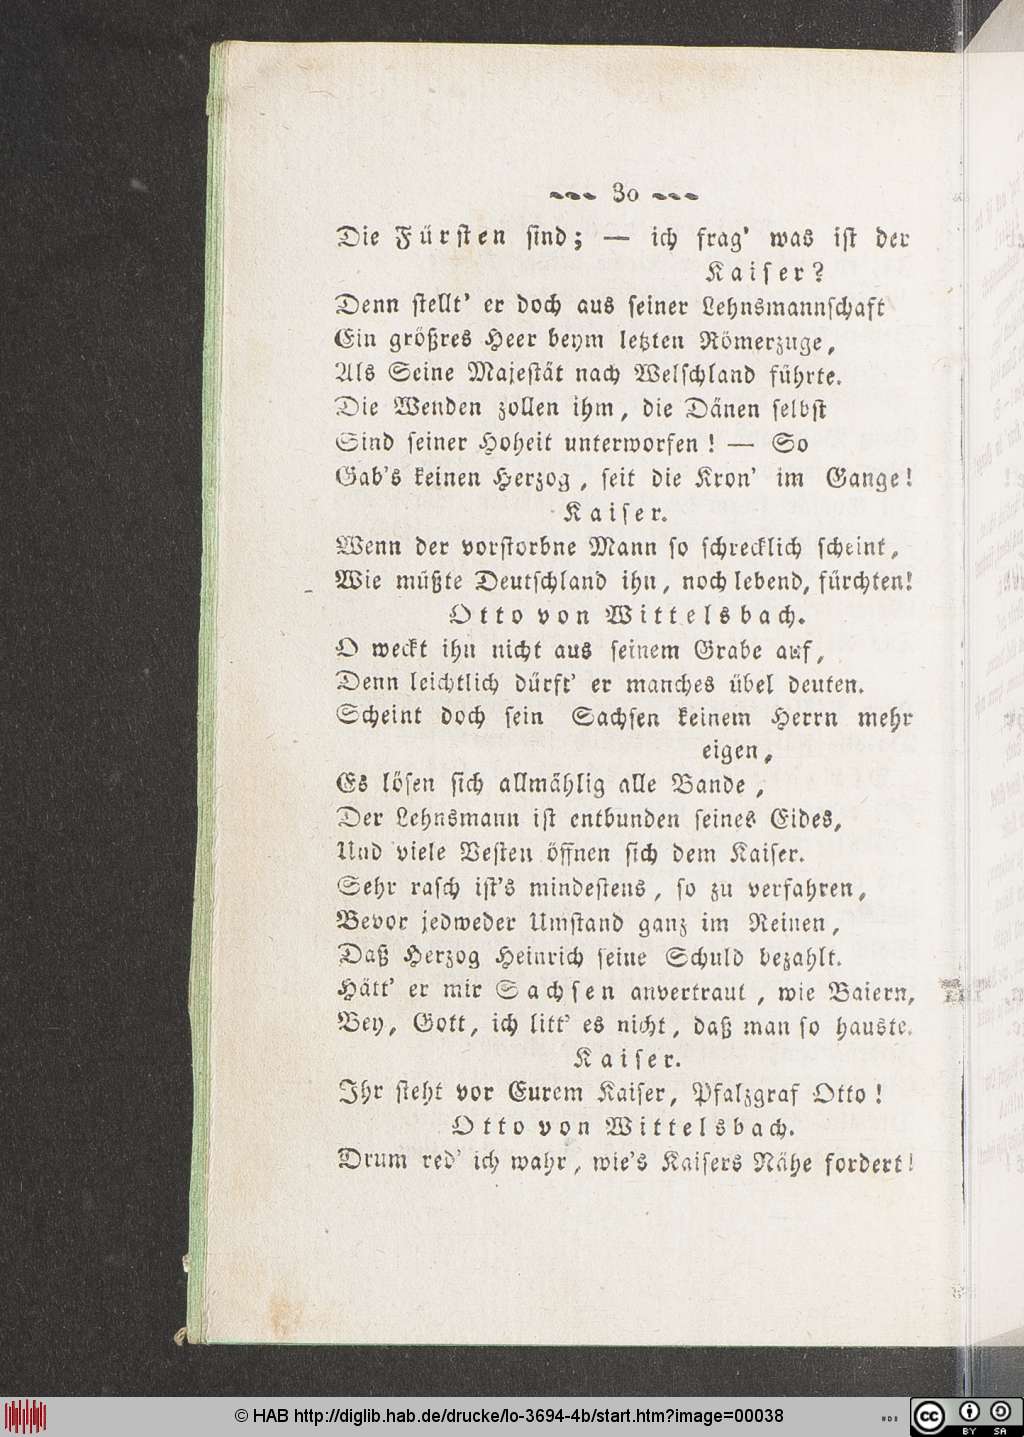 30
Die Fürsten sind; — ich frag' was ist der
Kaiser?
Denn stellt' er doch aus seiner Lehnsmannschaft
Ein größres Heer beym letzten Römerzuge,
Als Seine Majestät nach Welschland führte.
Die Wenden zollen ihm, die Dänen selbst
Sind seiner Hoheit unterworfen! — So
Gab's keinen Herzog, seit die Kron' im Gange!
Kaiser.
Wenn der vorstorbne Mann so schrecklich scheint,
Wie müßte Deutschland ihn, noch lebend, fürchten!
Otto von Wittelsbach.
O weckt ihn nicht aus seinem Grabe auf,
Denn leichtlich dürft' er manches übel deuten.
Scheint doch sein Sachsen keinem Herrn mehr
eigen,
Es lösen sich allmählig alle Bande,
Der Lehnsmann ist entbunden seines Eides,
Und viele Vesten öffnen sich dem Kaiser.
Sehr rasch ist's mindestens, so zu verfahren,
Bevor jedweder Umstand ganz im Reinen,
Daß Herzog Heinrich seine Schuld bezahlt.
Hätt' er mir Sachsen anvertraut, wie Baiern,
Bey, Gott, ich litt' es nicht, daß man so hauste.
Kaiser.
Ihr steht vor Eurem Kaiser, Pfalzgraf Otto!
Otto von Wittelsbach.
Drum red' ich wahr, wie's Kaisers Nähe fordert!
© HAB http://diglib.hab.de/drucke/lo-3694-4b/start.htm?image=00038
cc BY SA